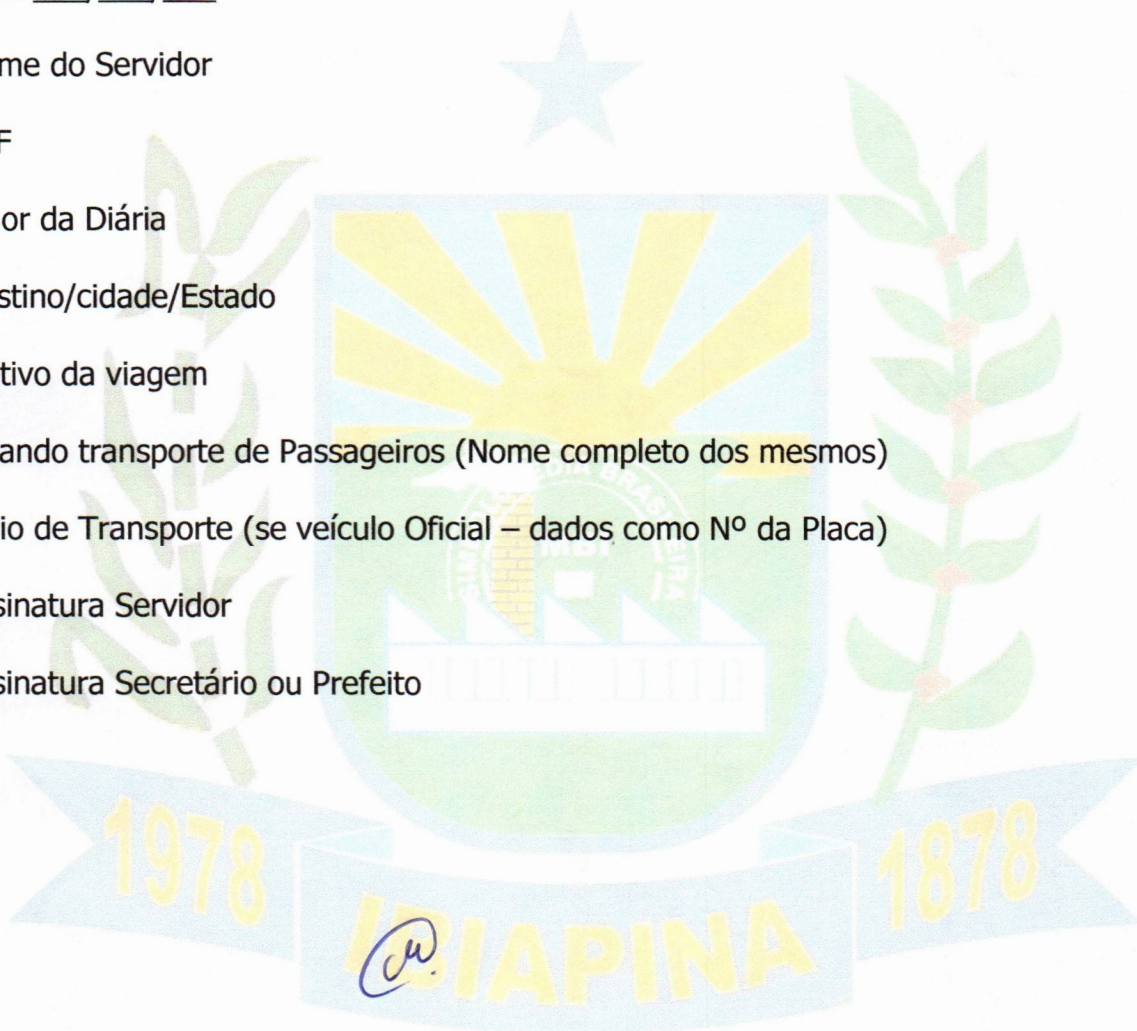 me do Servidor
F
or da Diária
stino/cidade/Estado
tivo da viagem
ando transporte de Passageiros (Nome completo dos mesmos)
io de Transporte (se veículo Oficial – dados como Nº da Placa)
sinatura Servidor
sinatura Secretário ou Prefeito
MBI
1978
1878
IBIAPINA